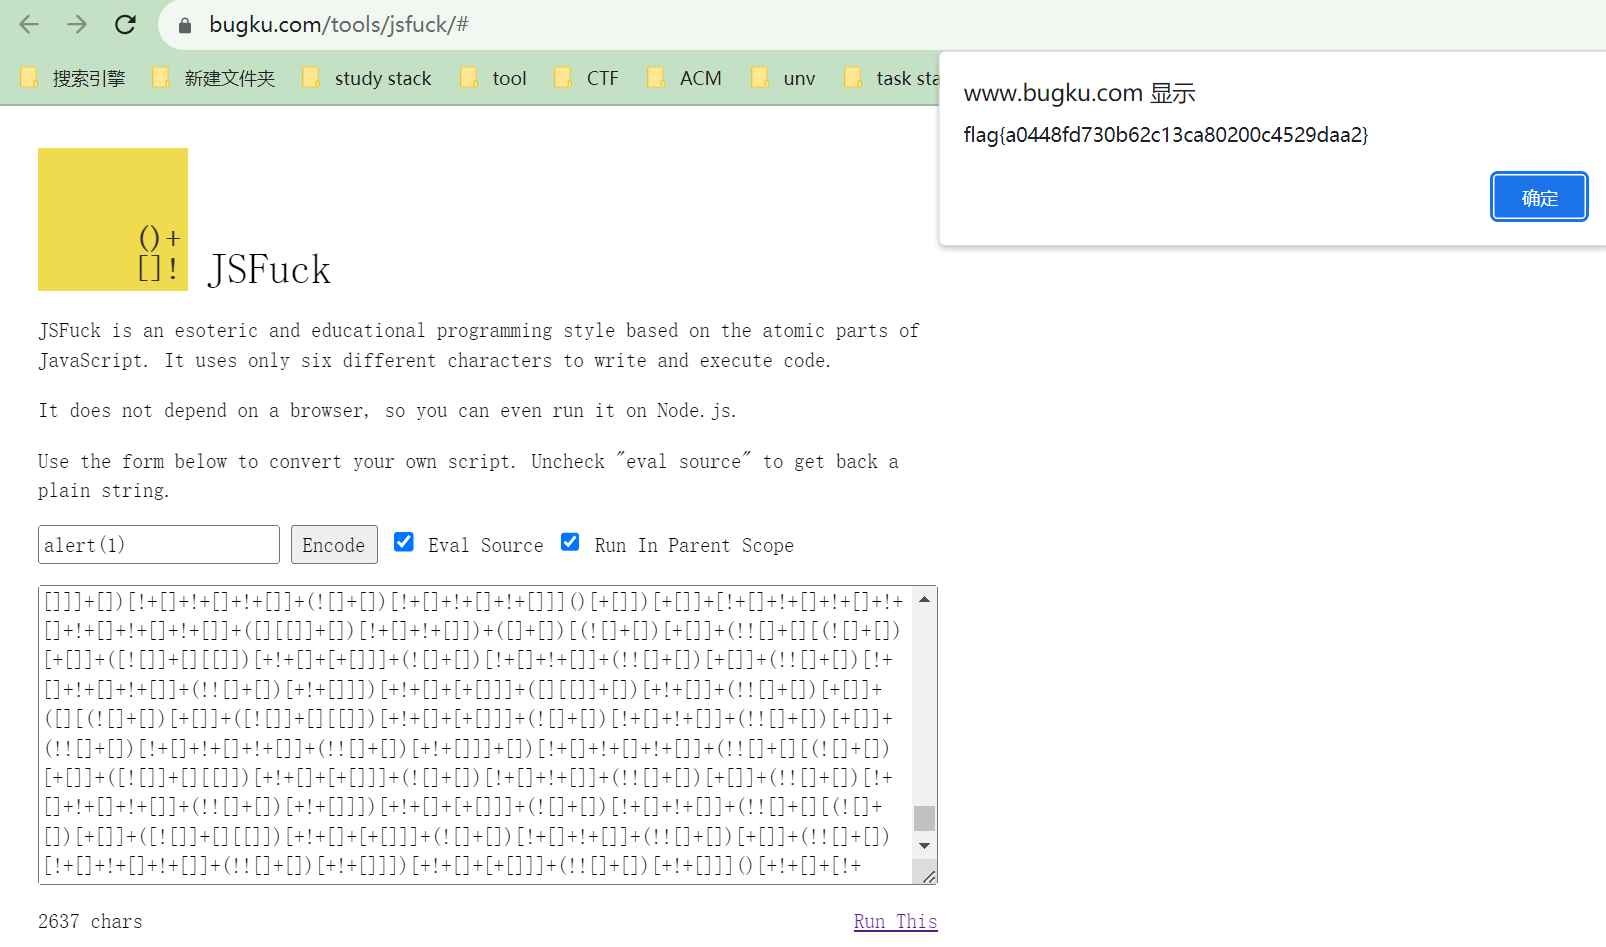 bugku.com/tools/jsfuck/#
搜索引擎 新建文件夹 study stack tool CTF ACM unv task sta
www.bugku.com 显示
flag{a0448fd730b62c13ca80200c4529daa2}
确定
()+
[]!
JSFuck
JSFuck is an esoteric and educational programming style based on the atomic parts of
JavaScript. It uses only six different characters to write and execute code.
It does not depend on a browser, so you can even run it on Node.js.
Use the form below to convert your own script. Uncheck "eval source" to get back a
plain string.
alert(1) Encode Eval Source Run In Parent Scope
[]]]+[])[!+[]+!+[]+!+[]]+(![]+[])[!+[]+!+[]+!+[]]]()[+[]])[+[]]+[!+[]+!+[]+!+[]+!+
[]+!+[]+!+[]+!+[]]+([][[]]+[])[!+[]+!+[]])+([]+[])[(![]+[])[+[]]+(!![]+[][(![]+[])
[+[]]+([![]]+[][[]])[+!+[]+[+[]]]+(![]+[])[!+[]+!+[]]+(!![]+[])[+[]]+(!![]+[])[!+
[]+!+[]+!+[]]+(!![]+[])[+!+[]]])[+!+[]+[+[]]]+([][[]]+[])[+!+[]]+(!![]+[])[+[]]+
([][(![]+[])[+[]]+([![]]+[][[]])[+!+[]+[+[]]]+(![]+[])[!+[]+!+[]]+(!![]+[])[+[]]+
(!![]+[])[!+[]+!+[]+!+[]]+(!![]+[])[+!+[]]]+[])[!+[]+!+[]+!+[]]+(!![]+[][(![]+[])
[+[]]+([![]]+[][[]])[+!+[]+[+[]]]+(![]+[])[!+[]+!+[]]+(!![]+[])[+[]]+(!![]+[])[!+
[]+!+[]+!+[]]+(!![]+[])[+!+[]]])[+!+[]+[+[]]]+(![]+[])[!+[]+!+[]]+(!![]+[][(![]+
[])[+[]]+([![]]+[][[]])[+!+[]+[+[]]]+(![]+[])[!+[]+!+[]]+(!![]+[])[+[]]+(!![]+[])
[!+[]+!+[]+!+[]]+(!![]+[])[+!+[]]])[+!+[]+[+[]]]+(!![]+[])[+!+[]]]()[+!+[]+[!+
2637 chars Run This